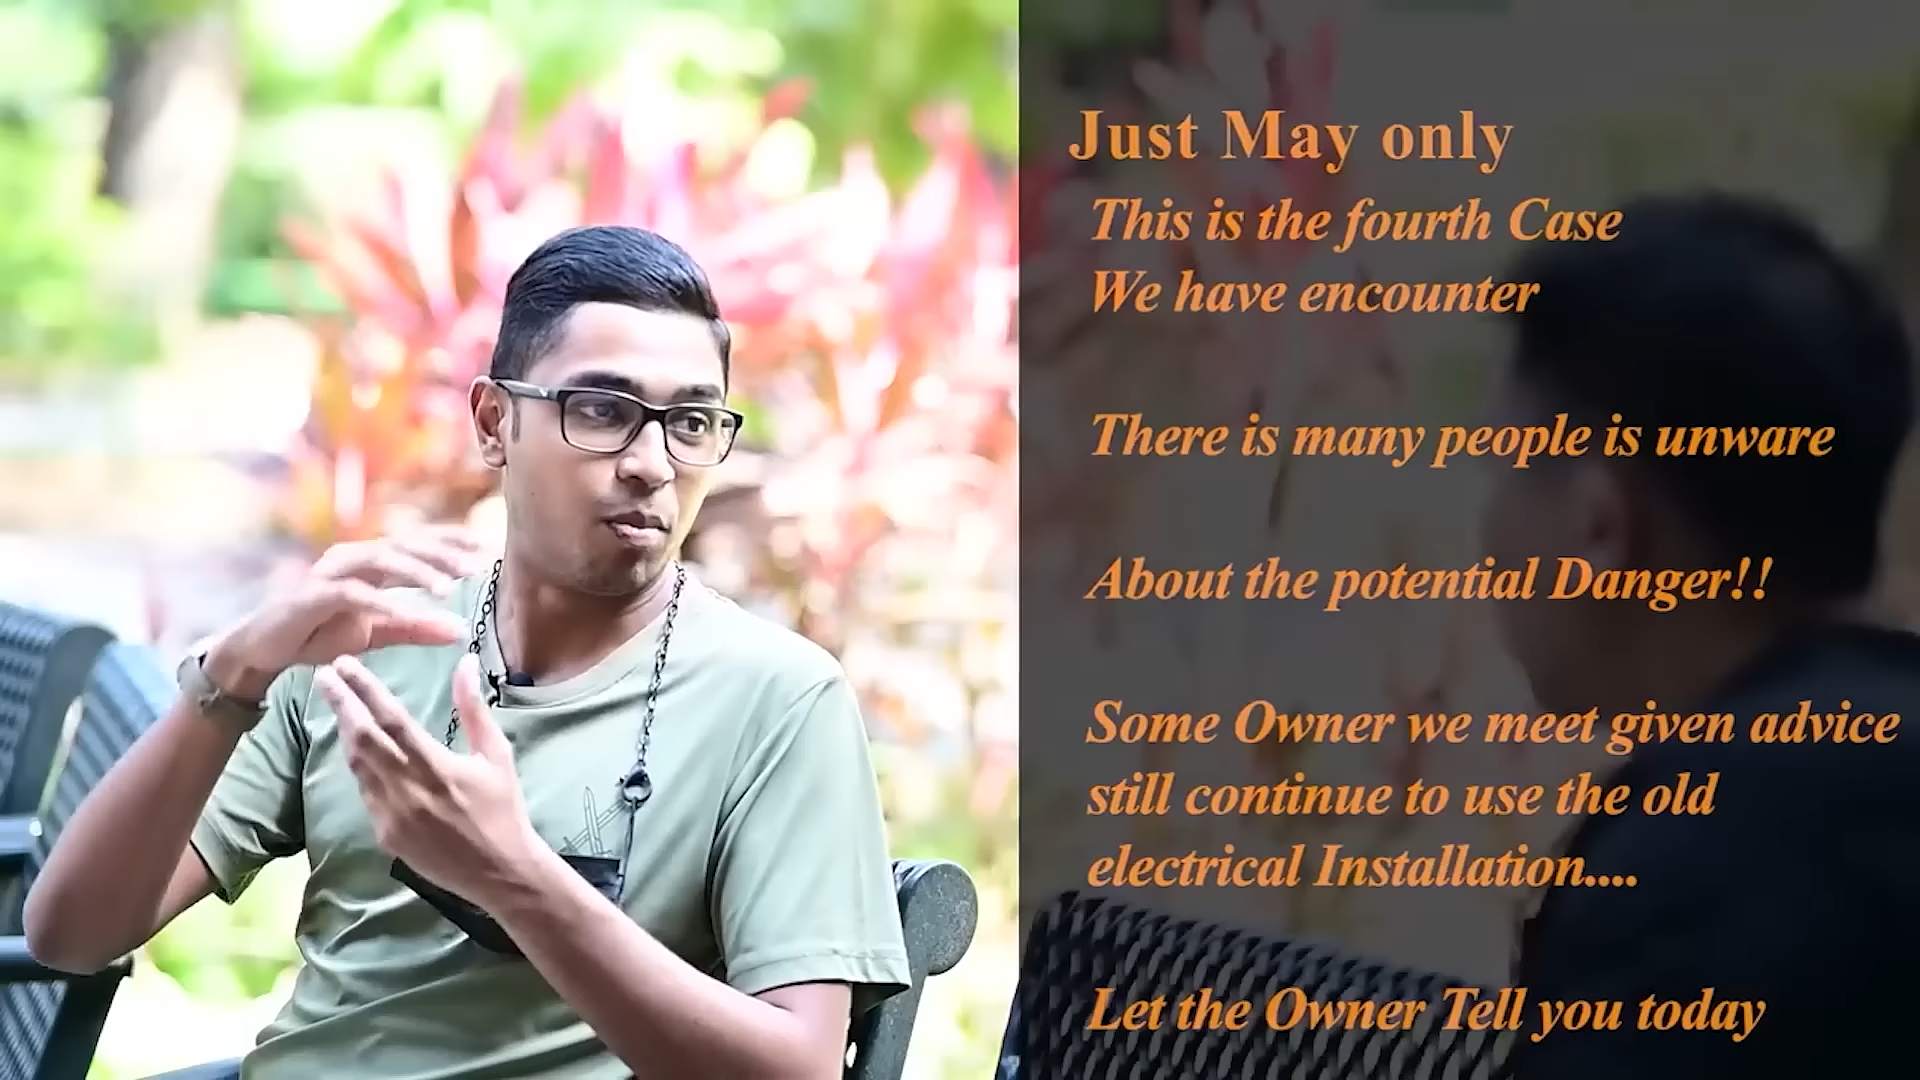 Just May only
This is the fourth Case
We have encounter
There is many people is unware
About the potential Danger!!
Some Owner we meet given advice
still continue to use the old
electrical Installation....
Let the Owner Tell you today